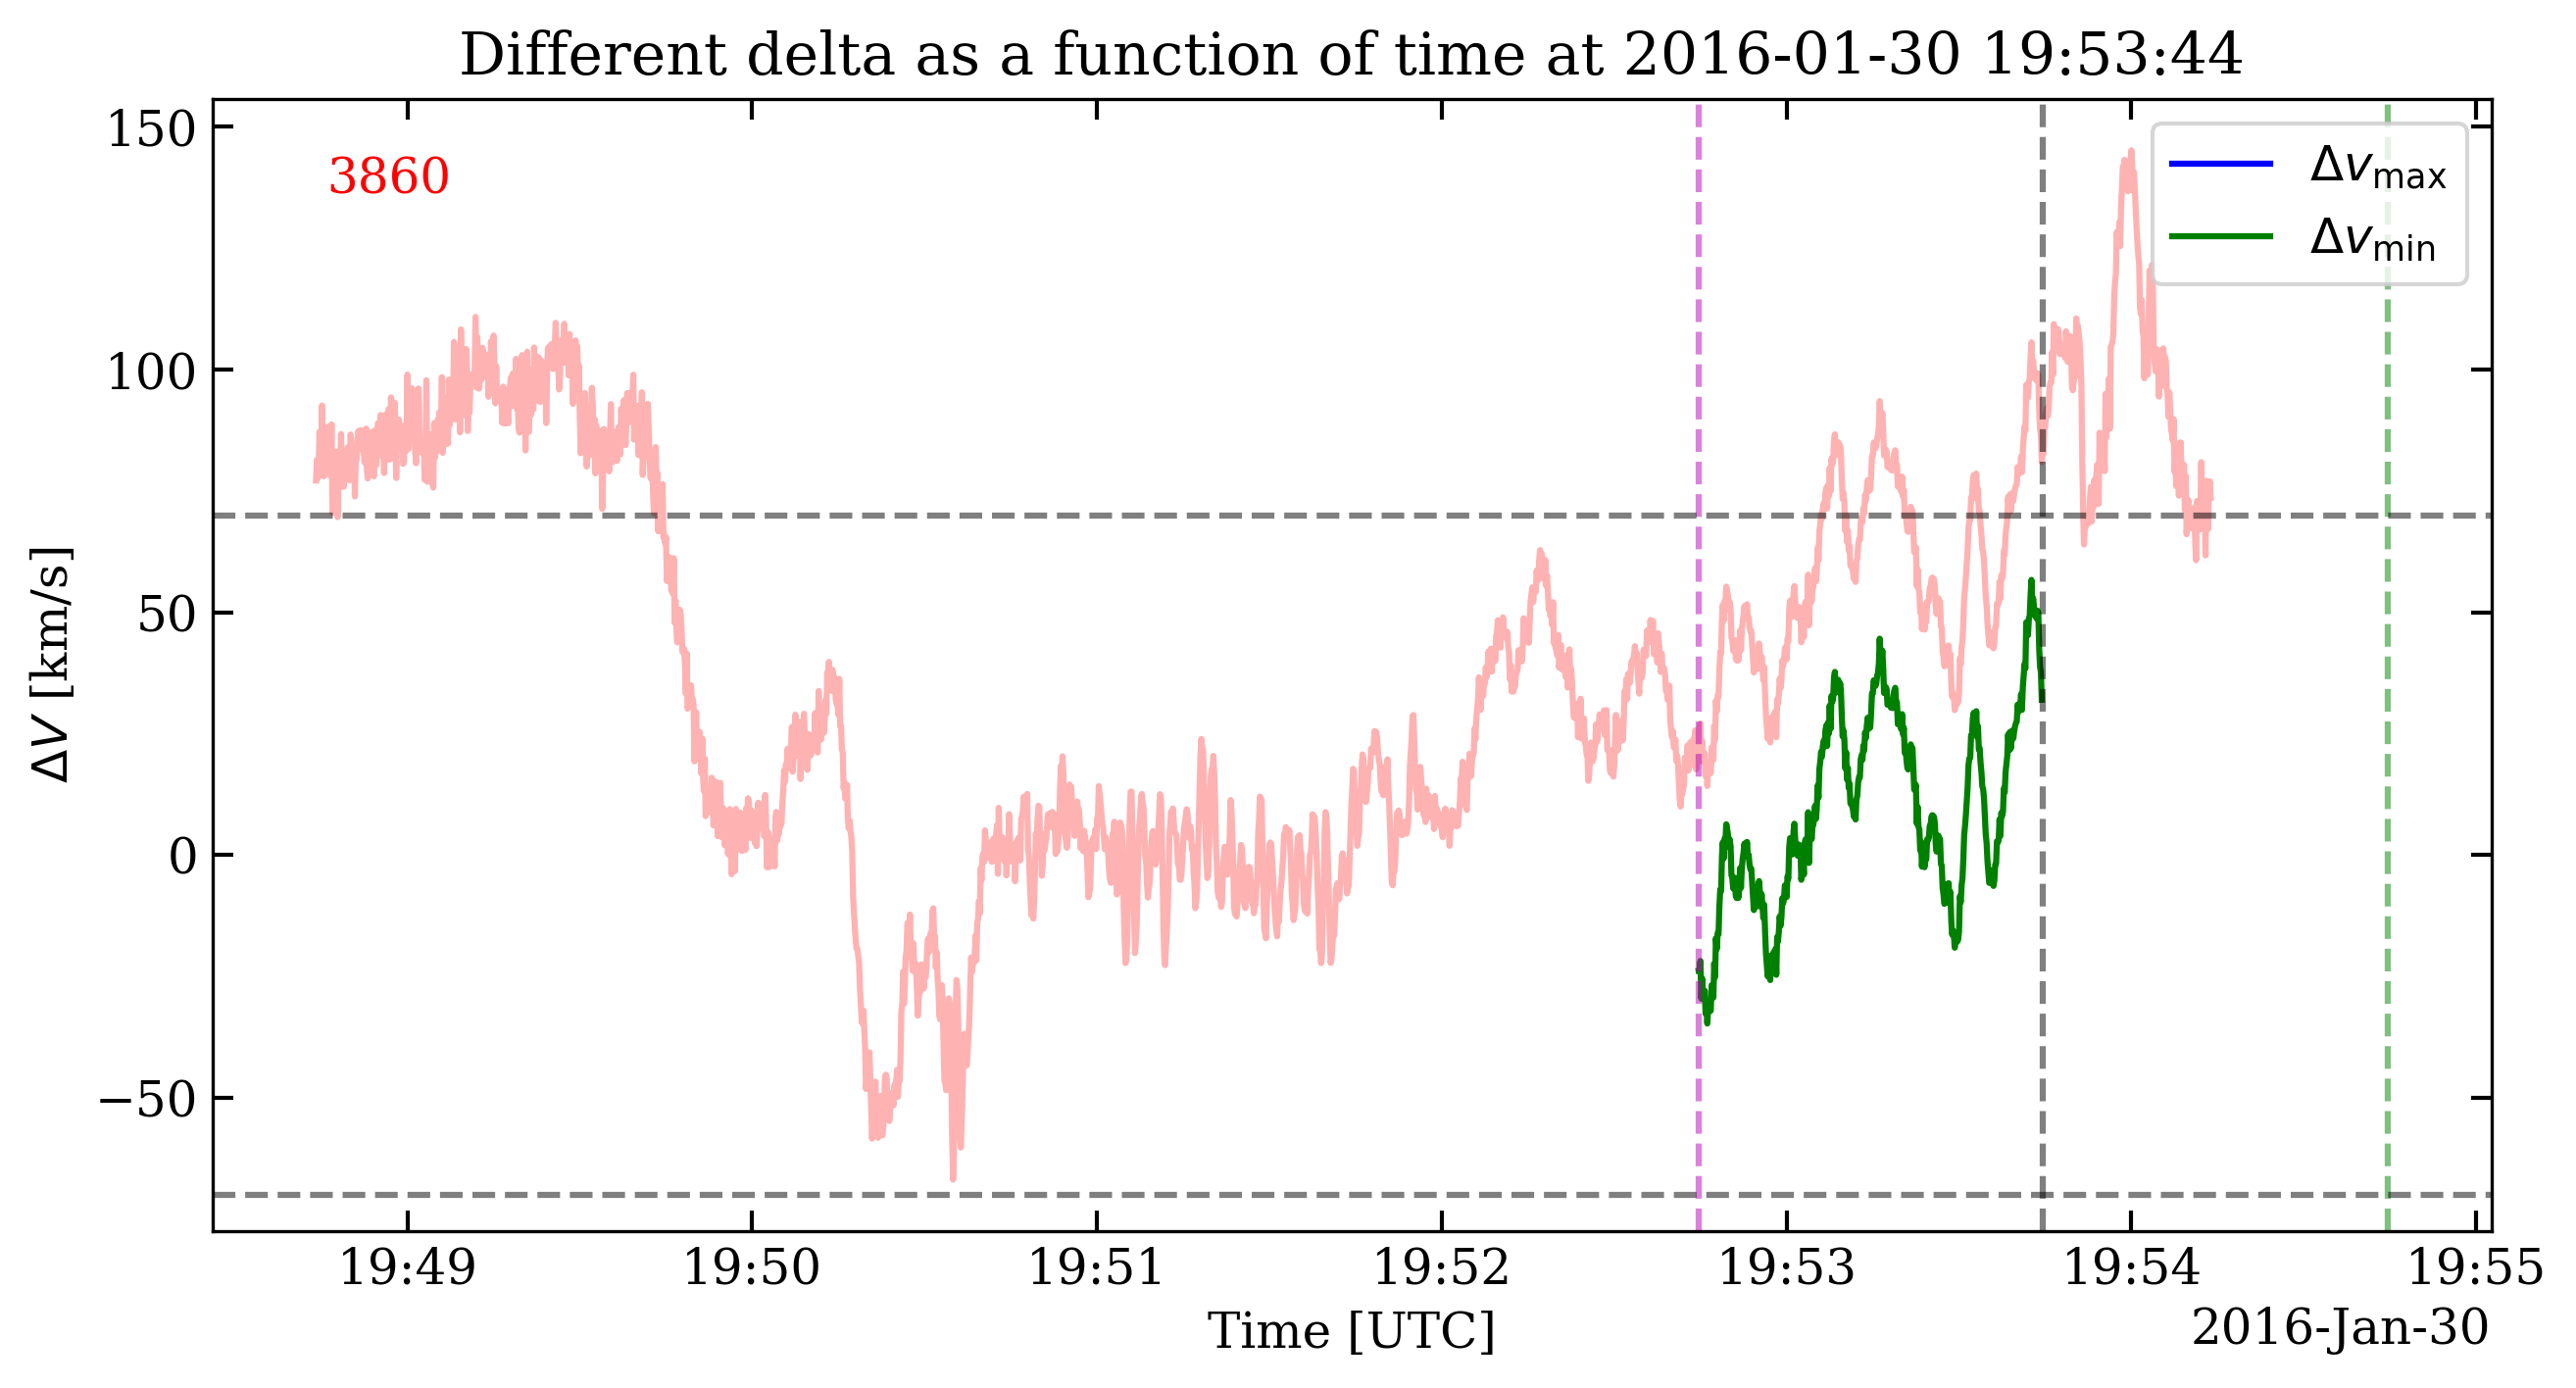 Different delta as a function of time at 2016-01-30 19:53:44
3860
Δv_max
Δv_min
ΔV [km/s]
150
100
50
0
−50
19:49 19:50 19:51 19:52 19:53 19:54 19:55
Time [UTC]
2016-Jan-30